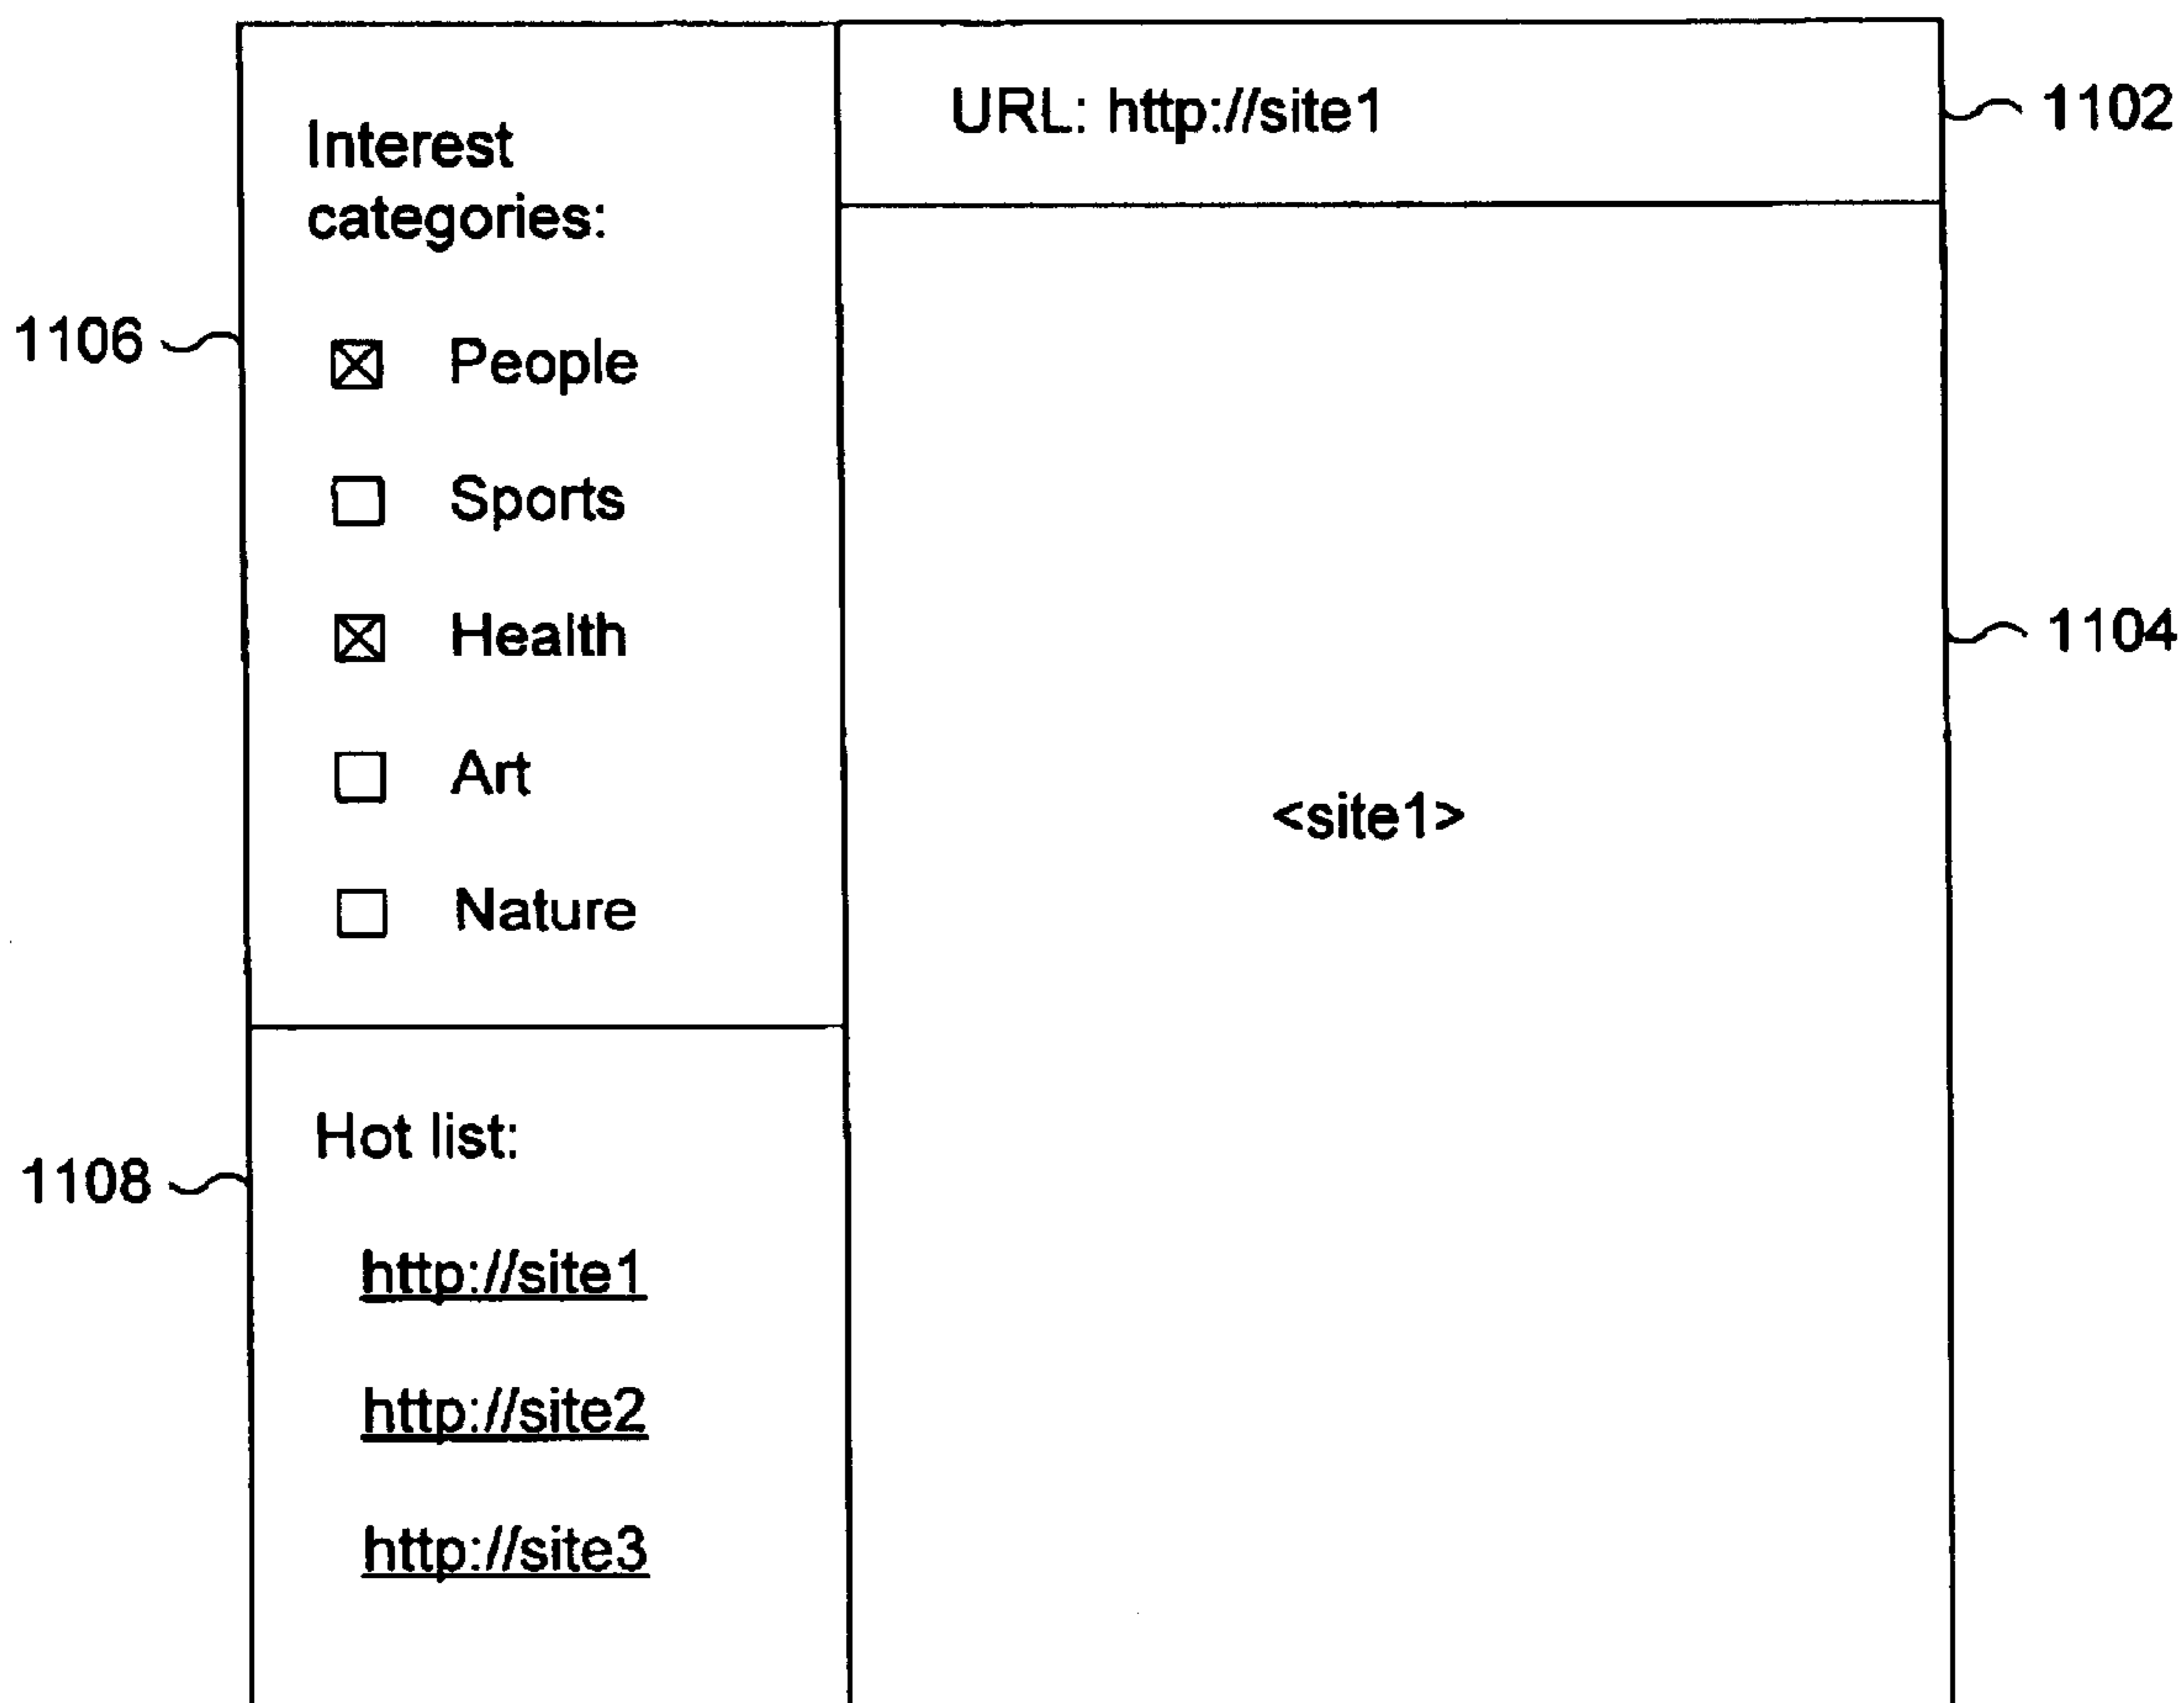 URL: http://site1
1102
Interest
categories:
1106
People
Sports
Health
1104
Art
<site1>
Nature
Hot list:
1108
http://site1
http://site2
http://site3